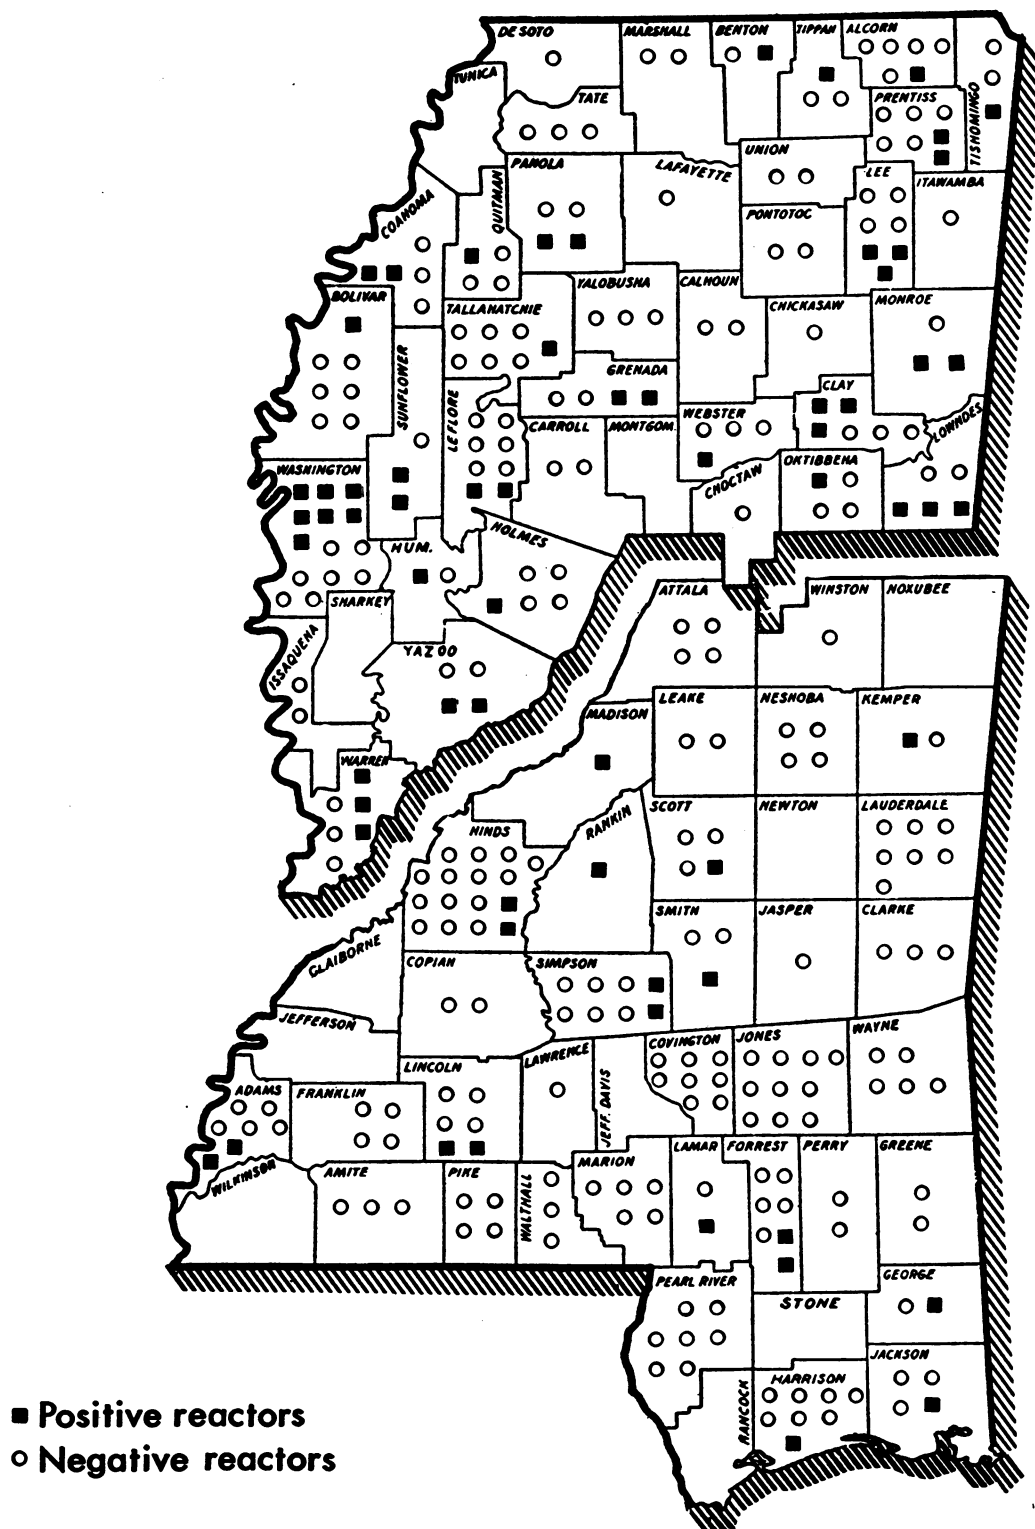 DE SOTO
MARSHALL
BENTON
TIPPAH
ALCORN
TUNICA
TATE
PRENTISS
TISHOMINGO
PANOLA
LAFAYETTE
UNION
LEE
ITAWAMBA
QUITMAN
COAHOMA
PONTOTOC
BOLIVAR
TALLAHATCHIE
YALOBUSHA
CALHOUN
CHICKASAW
MONROE
SUNFLOWER
LE FLORE
GRENADA
CLAY
LOWNDES
CARROLL
MONTGOM.
WEBSTER
WASHINGTON
CHOCTAW
OKTIBBEHA
HUM.
HOLMES
SHARKEY
ISSAQUENA
YAZOO
ATTALA
WINSTON
NOXUBEE
WARREN
MADISON
LEAKE
NESHOBA
KEMPER
HINDS
RANKIN
SCOTT
NEWTON
LAUDERDALE
CLAIBORNE
COPIAH
SIMPSON
SMITH
JASPER
CLARKE
JEFFERSON
LINCOLN
LAWRENCE
JEFF. DAVIS
COVINGTON
JONES
WAYNE
ADAMS
FRANKLIN
WILKINSON
AMITE
PIKE
WALTHALL
MARION
LAMAR
FORREST
PERRY
GREENE
PEARL RIVER
STONE
GEORGE
HANCOCK
HARRISON
JACKSON
Positive reactors
Negative reactors